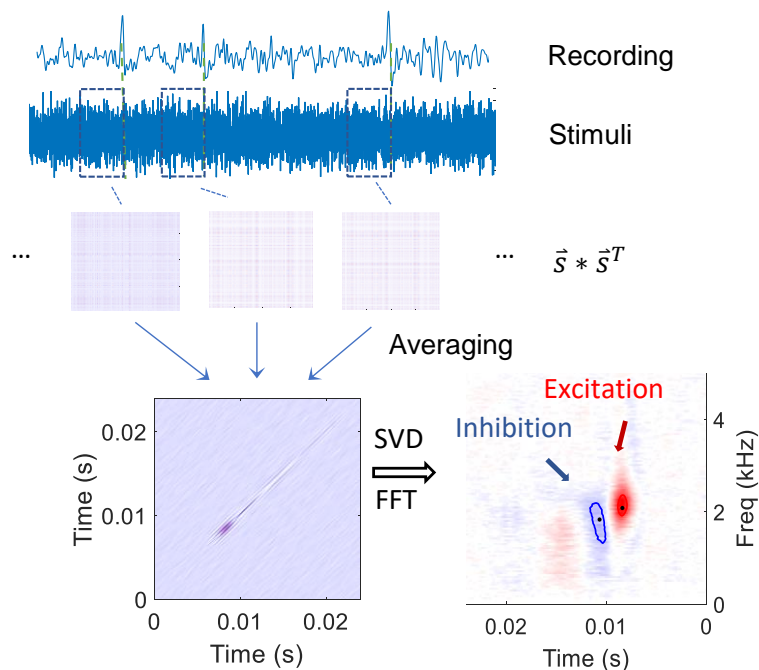 Recording
Stimuli
... ... s⃗ * s⃗ᵀ
Averaging
Excitation
Inhibition
SVD
FFT
0.02
0.01
0
0 0.01 0.02
Time (s)
Time (s)
4
2
0
0.02 0.01 0
Freq (kHz)
Time (s)